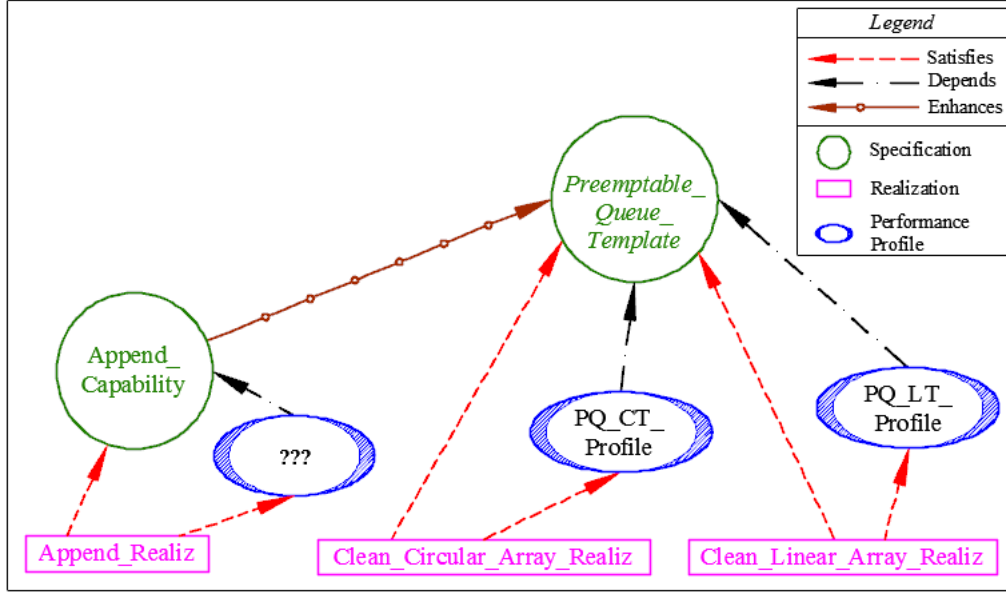 Legend
Satisfies
Depends
Enhances
Specification
Realization
Performance
Profile
Preemptable_
Queue_
Template
Append_
Capability
???
PQ_CT_
Profile
PQ_LT_
Profile
Append_Realiz
Clean_Circular_Array_Realiz
Clean_Linear_Array_Realiz